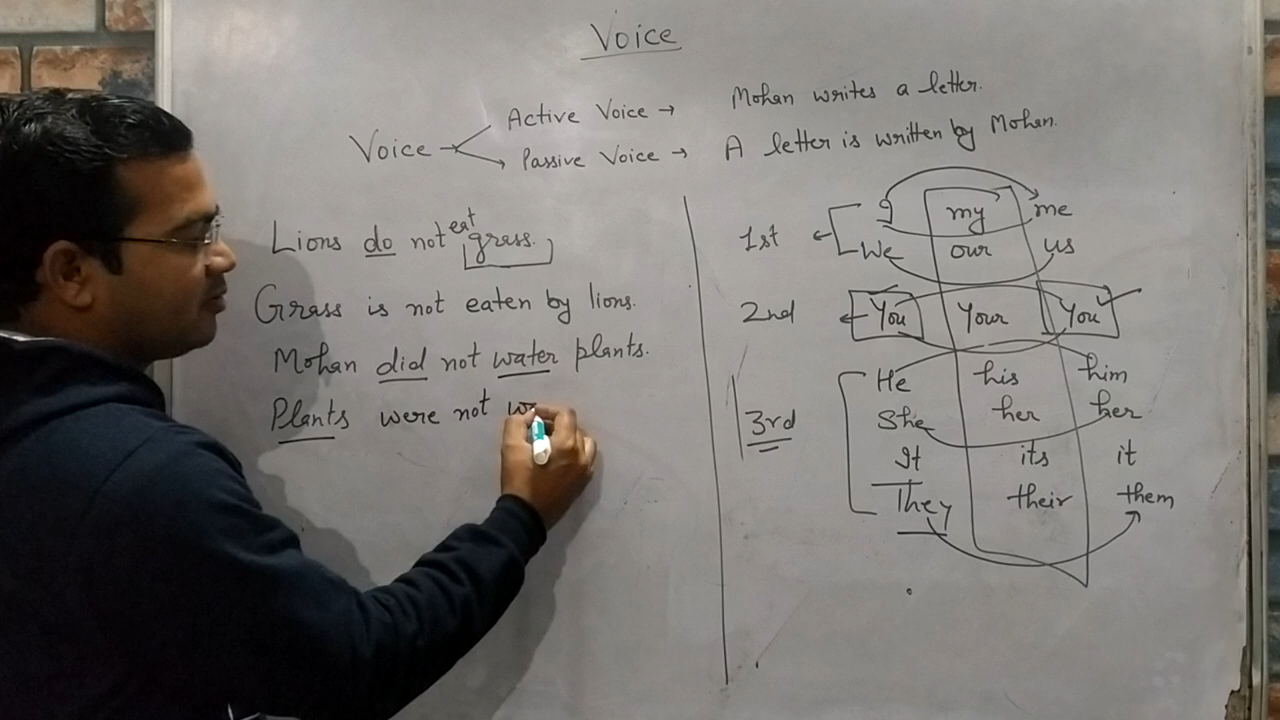 Voice
Voice
Active Voice → Mohan writes a letter.
Passive Voice → A letter is written by Mohan.
Lions do not eat grass.
Grass is not eaten by lions.
Mohan did not water plants.
Plants were not w
1st
I my me
We our us
2nd You Your You
3rd
He his him
She her her
It its it
They their them